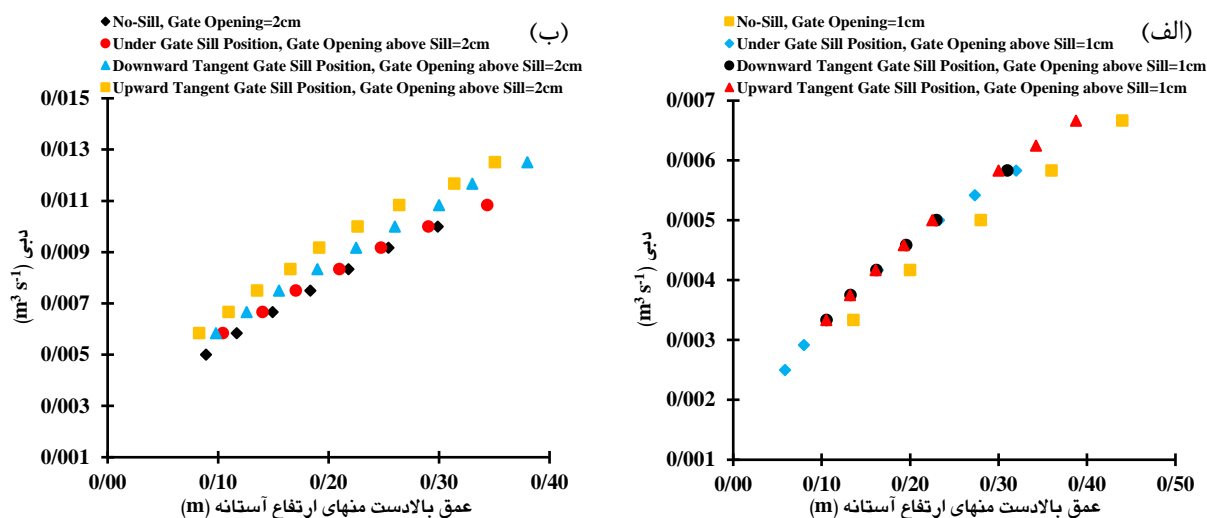 (الف)
No-Sill, Gate Opening=1cm
Under Gate Sill Position, Gate Opening above Sill=1cm
Downward Tangent Gate Sill Position, Gate Opening above Sill=1cm
Upward Tangent Gate Sill Position, Gate Opening above Sill=1cm
0/007
0/006
0/005
0/004
0/003
0/002
0/001
دبی (m³ s⁻¹)
0/00 0/10 0/20 0/30 0/40 0/50
عمق بالادست منهای ارتفاع آستانه (m)
(ب)
No-Sill, Gate Opening=2cm
Under Gate Sill Position, Gate Opening above Sill=2cm
Downward Tangent Gate Sill Position, Gate Opening above Sill=2cm
Upward Tangent Gate Sill Position, Gate Opening above Sill=2cm
0/015
0/013
0/011
0/009
0/007
0/005
0/003
0/001
دبی (m³ s⁻¹)
0/00 0/10 0/20 0/30 0/40
عمق بالادست منهای ارتفاع آستانه (m)